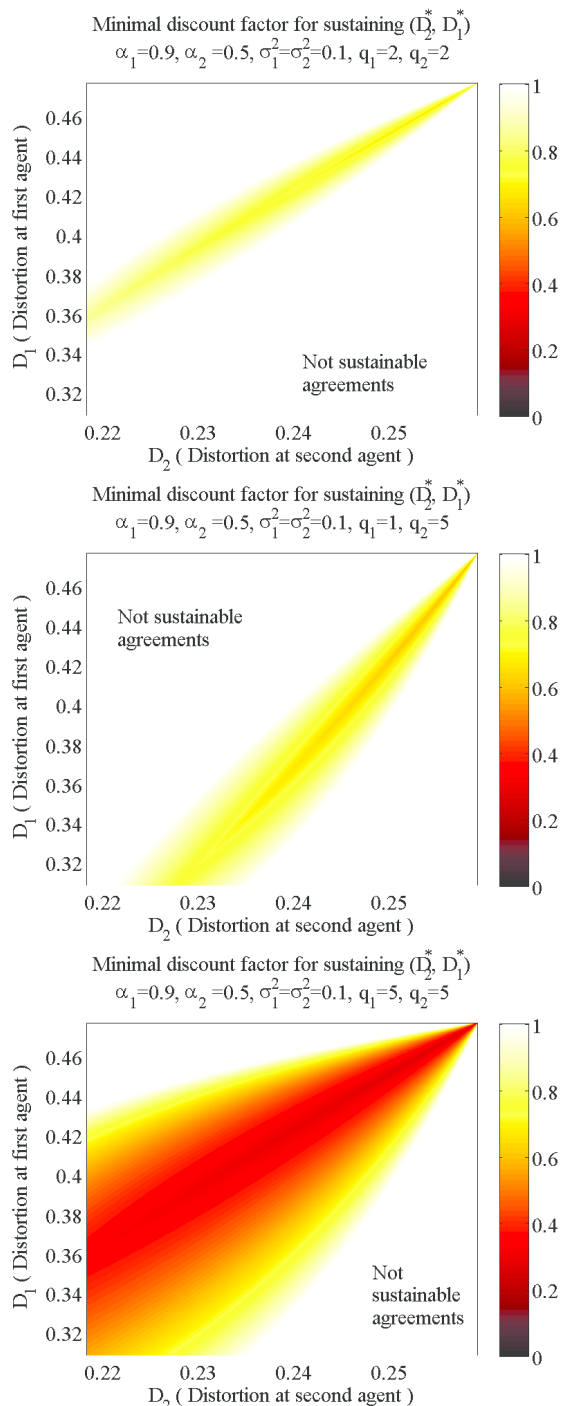 Minimal discount factor for sustaining (D₂*, D₁*)
α₁=0.9, α₂ =0.5, σ₁²=σ₂²=0.1, q₁=2, q₂=2
D₁ ( Distortion at first agent )
0.46
0.44
0.42
0.4
0.38
0.36
0.34
0.32
Not sustainable
agreements
0.22 0.23 0.24 0.25
D₂ ( Distortion at second agent )
1
0.8
0.6
0.4
0.2
0
Minimal discount factor for sustaining (D₂*, D₁*)
α₁=0.9, α₂ =0.5, σ₁²=σ₂²=0.1, q₁=1, q₂=5
D₁ ( Distortion at first agent )
0.46
0.44
0.42
0.4
0.38
0.36
0.34
0.32
Not sustainable
agreements
0.22 0.23 0.24 0.25
D₂ ( Distortion at second agent )
1
0.8
0.6
0.4
0.2
0
Minimal discount factor for sustaining (D₂*, D₁*)
α₁=0.9, α₂ =0.5, σ₁²=σ₂²=0.1, q₁=5, q₂=5
D₁ ( Distortion at first agent )
0.46
0.44
0.42
0.4
0.38
0.36
0.34
0.32
Not
sustainable
agreements
0.22 0.23 0.24 0.25
D₂ ( Distortion at second agent )
1
0.8
0.6
0.4
0.2
0